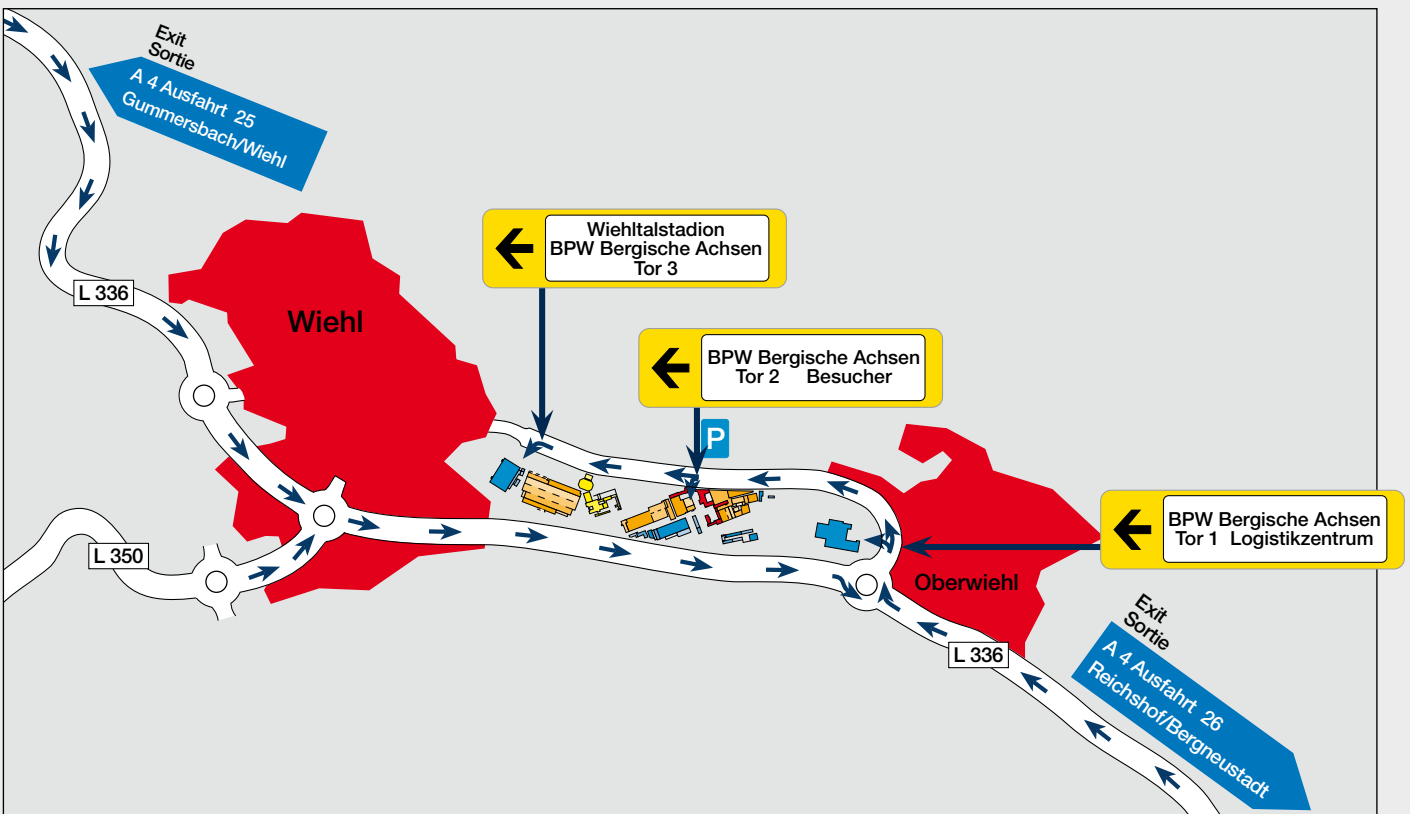 Exit
Sortie
A 4 Ausfahrt 25
Gummersbach/Wiehl
L 336
Wiehl
Wiehltalstadion
BPW Bergische Achsen
Tor 3
BPW Bergische Achsen
Tor 2 Besucher
P
BPW Bergische Achsen
Tor 1 Logistikzentrum
L 350
Oberwiehl
L 336
Exit
Sortie
A 4 Ausfahrt 26
Reichshof/Bergneustadt